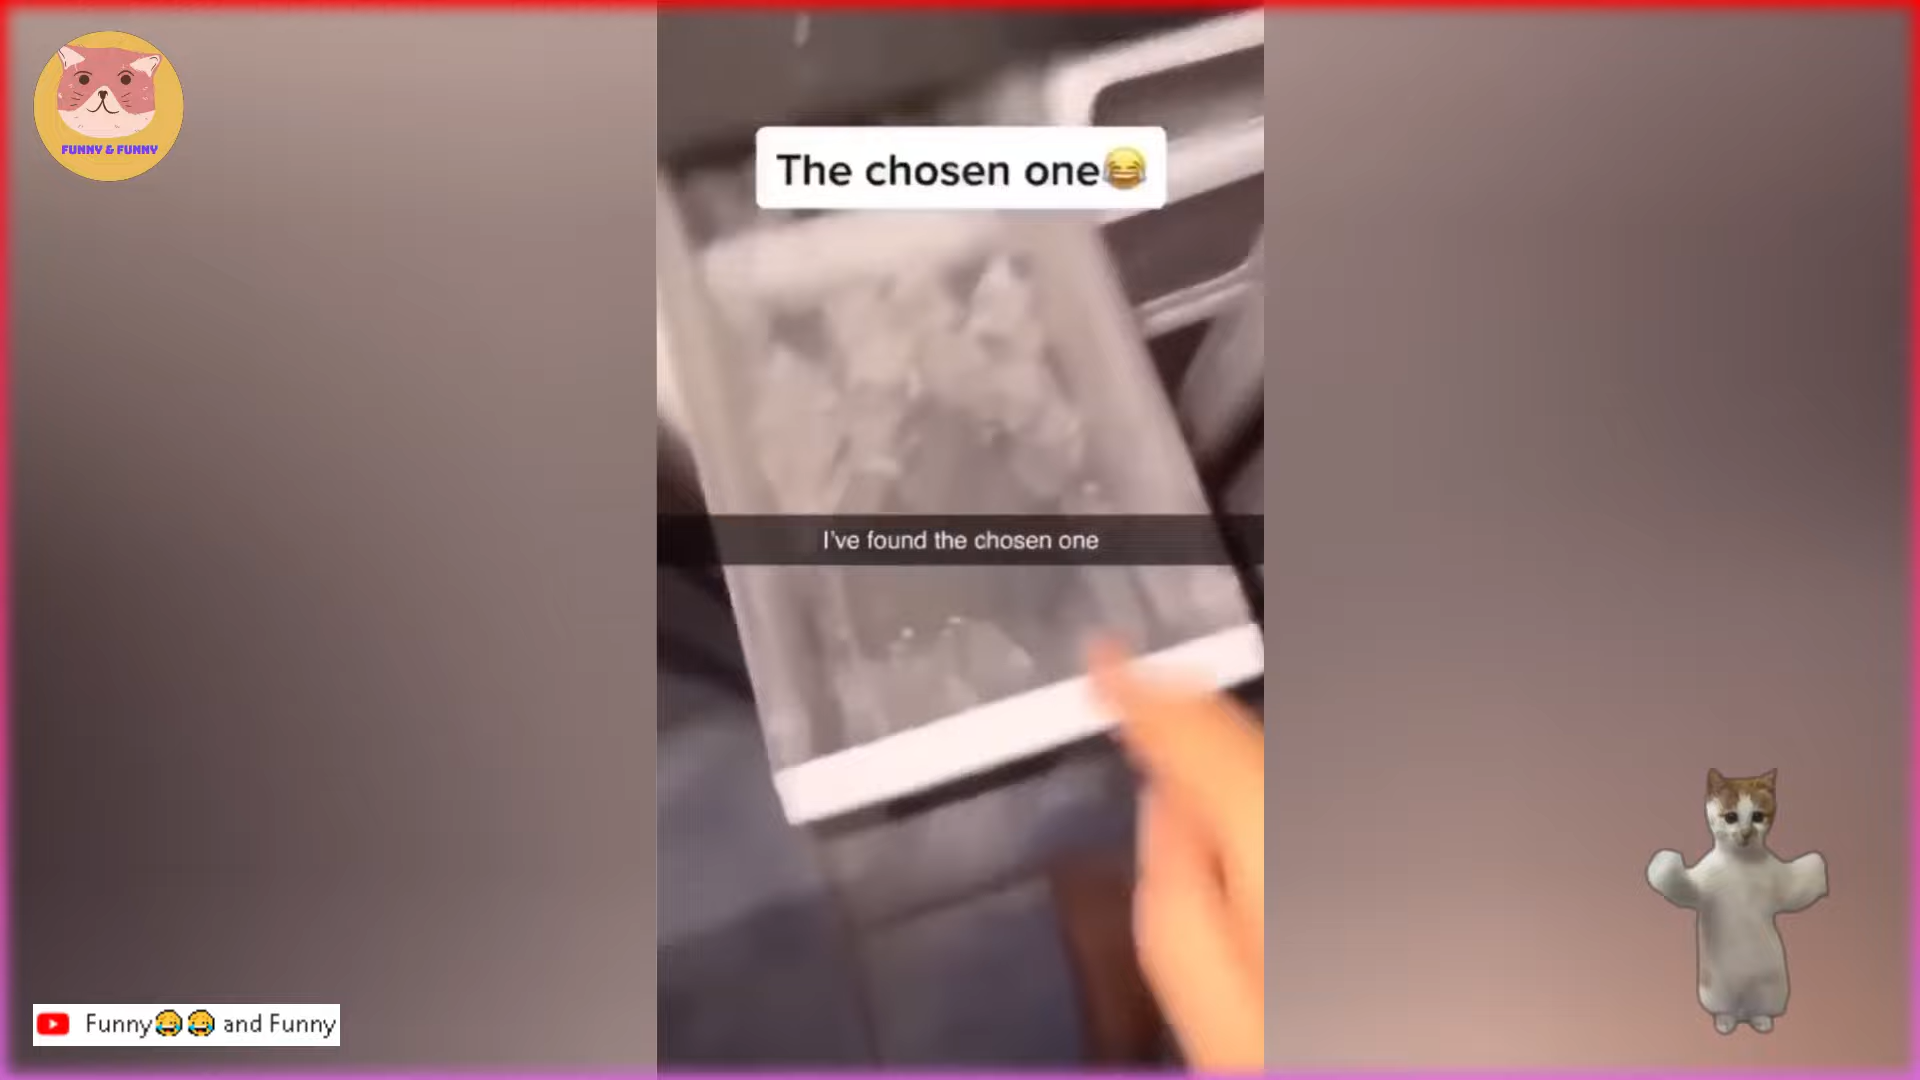 FUNNY & FUNNY
The chosen one😂
I've found the chosen one
Funny😂😂 and Funny